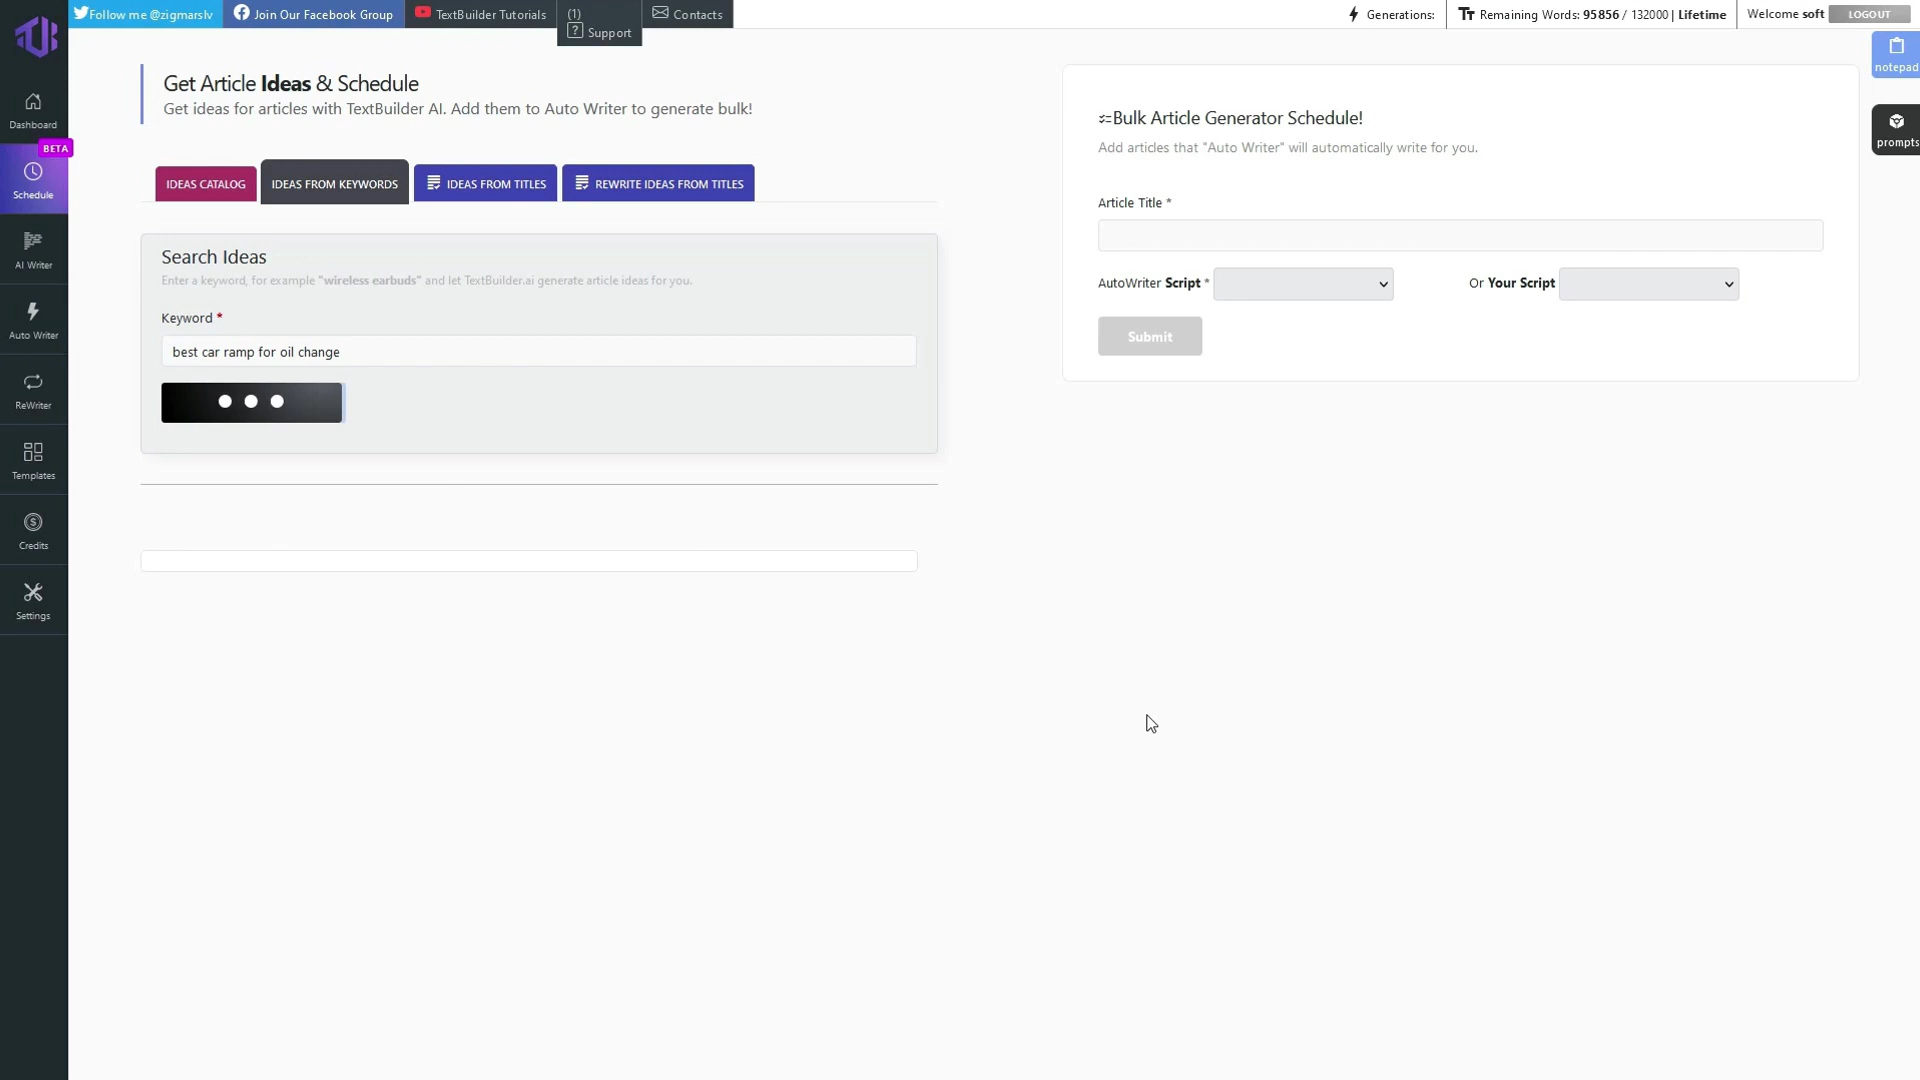 Follow me @zigmarslv
Join Our Facebook Group
TextBuilder Tutorials
(1)
Support
Contacts
Generations:
Remaining Words: 95856 / 132000 | Lifetime
Welcome soft
LOGOUT
Dashboard
BETA
Schedule
AI Writer
Auto Writer
ReWriter
Templates
Credits
Settings
Get Article Ideas & Schedule
Get ideas for articles with TextBuilder AI. Add them to Auto Writer to generate bulk!
IDEAS CATALOG
IDEAS FROM KEYWORDS
IDEAS FROM TITLES
REWRITE IDEAS FROM TITLES
Search Ideas
Enter a keyword, for example "wireless earbuds" and let TextBuilder.ai generate article ideas for you.
Keyword *
best car ramp for oil change
Bulk Article Generator Schedule!
Add articles that "Auto Writer" will automatically write for you.
Article Title *
AutoWriter Script *
Or Your Script
Submit
notepad
prompts